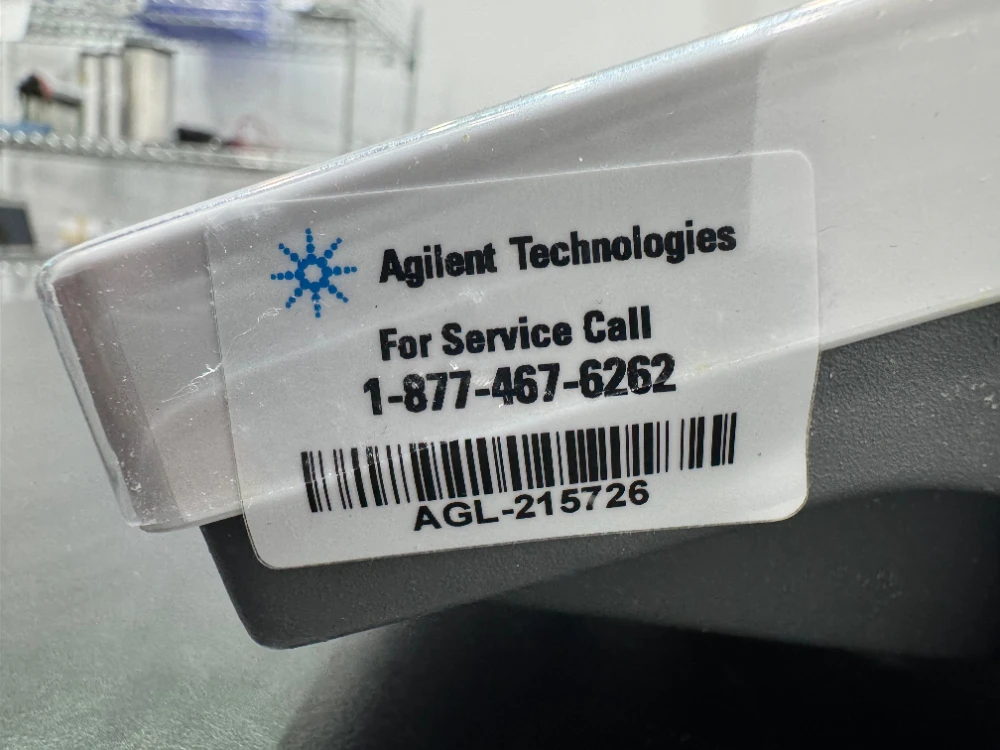 Agilent Technologies
For Service Call
1-877-467-6262
AGL-215726